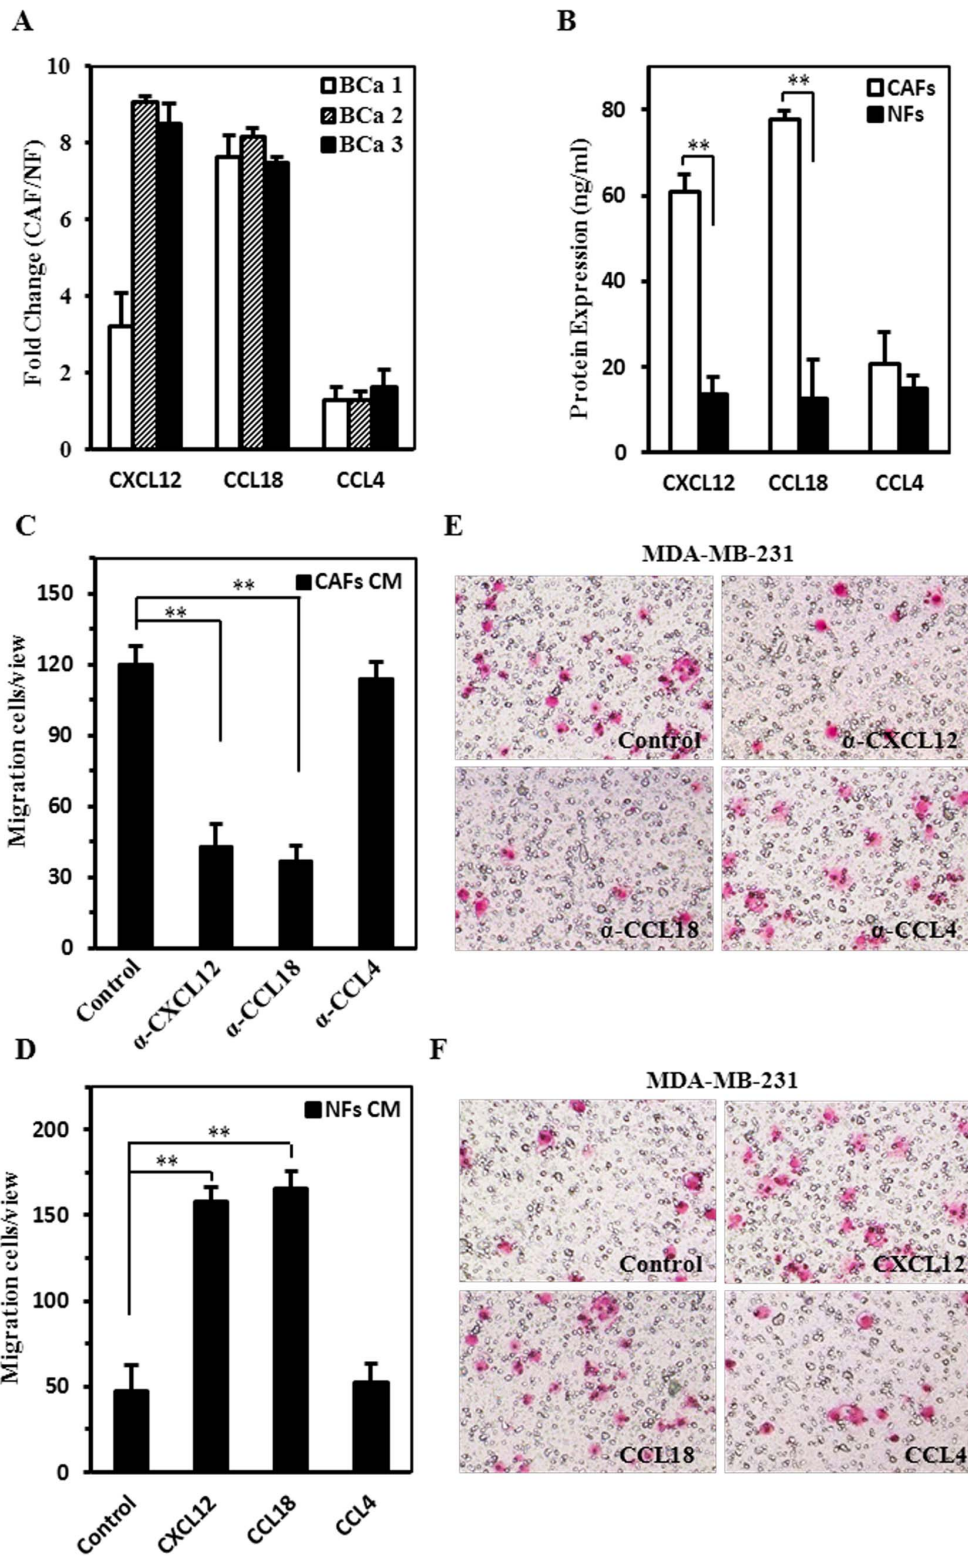 A
Fold Change (CAF/NF)
10
8
6
4
2
0
BCa 1
BCa 2
BCa 3
CXCL12 CCL18 CCL4
B
Protein Expression (ng/ml)
80
60
40
20
0
CAFs
NFs
**
**
CXCL12 CCL18 CCL4
C
Migration cells/view
150
120
90
60
30
0
CAFs CM
**
**
Control α-CXCL12 α-CCL18 α-CCL4
E
MDA-MB-231
Control
α-CXCL12
α-CCL18
α-CCL4
D
Migration cells/view
200
150
100
50
0
NFs CM
**
**
Control CXCL12 CCL18 CCL4
F
MDA-MB-231
Control
CXCL12
CCL18
CCL4